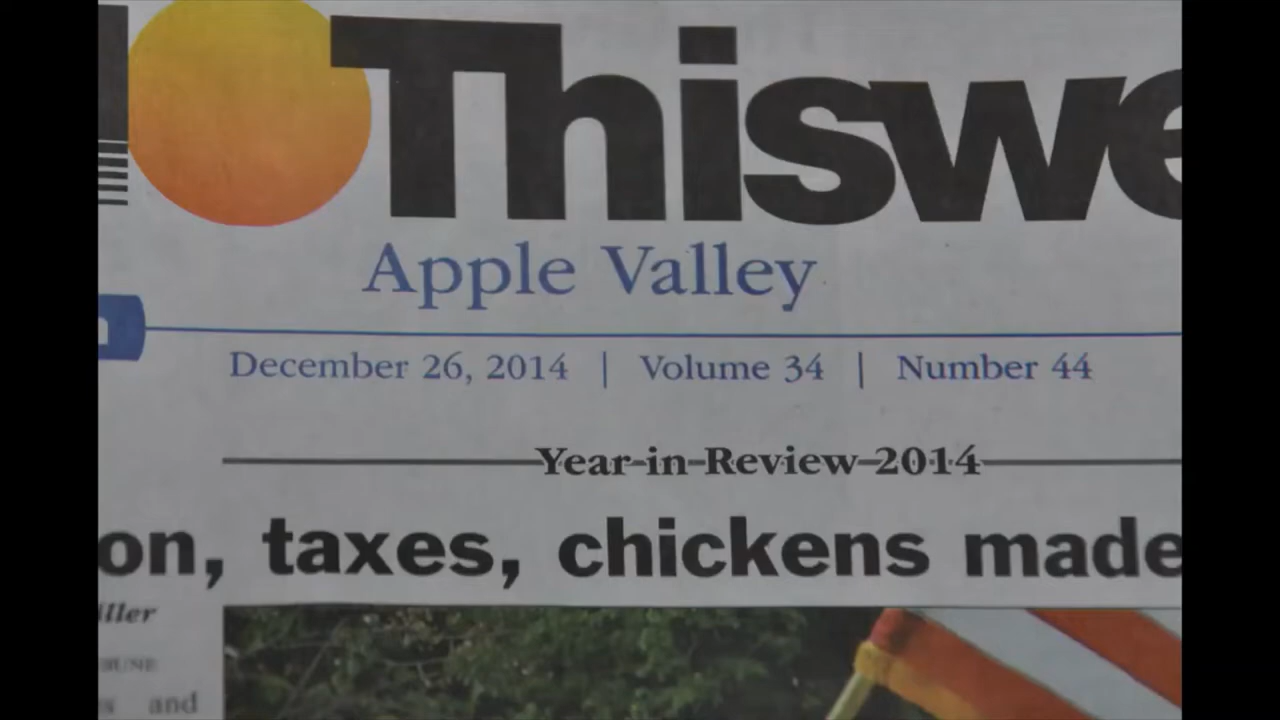 Thiswe
Apple Valley
December 26, 2014 | Volume 34 | Number 44
Year-in-Review-2014
on, taxes, chickens made
iller
and